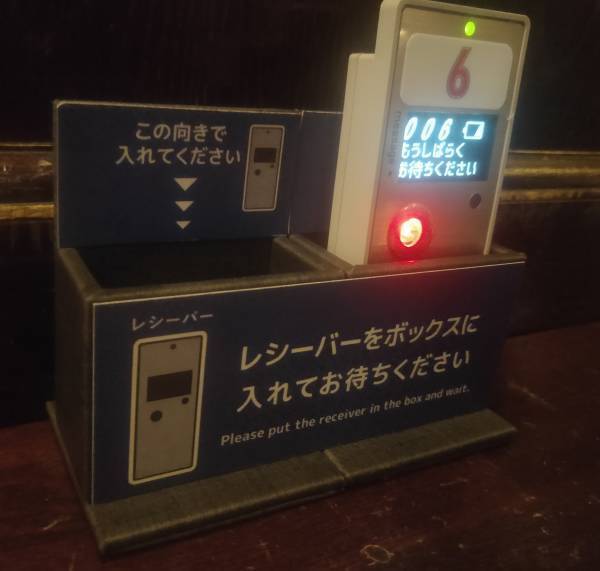 この向きで
入れてください
6
006
もうしばらく
お待ちください
レシーバー
レシーバーをボックスに
入れてお待ちください
Please put the receiver in the box and wait.